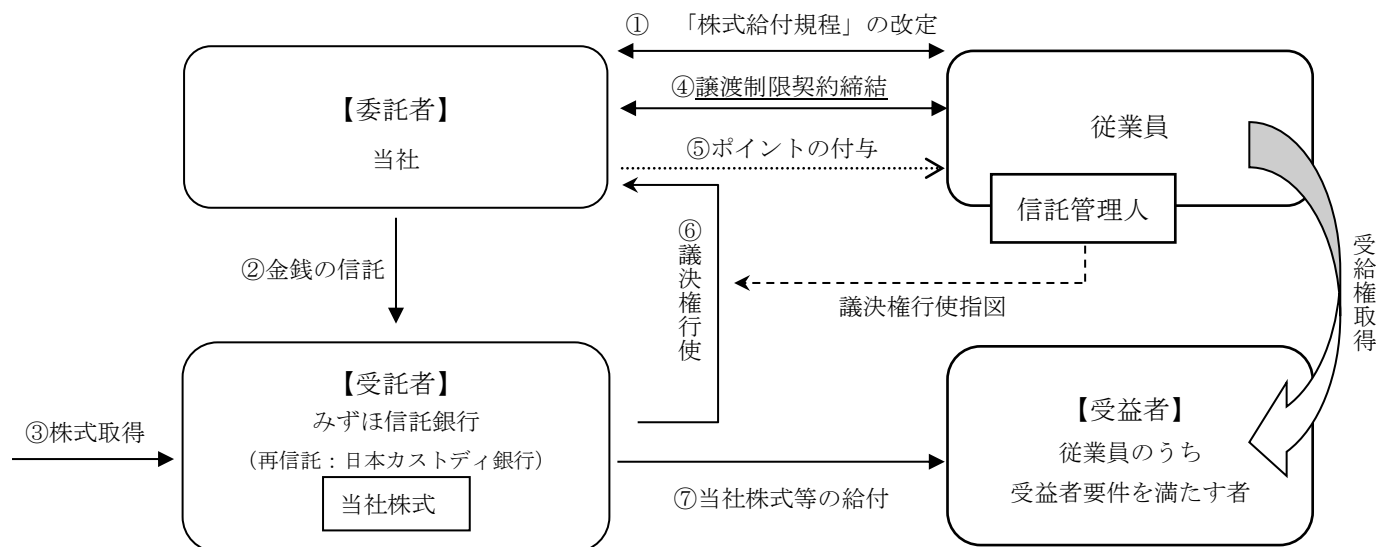 ① 「株式給付規程」の改定
【委託者】
当社
④譲渡制限契約締結
従業員
⑤ポイントの付与
信託管理人
②金銭の信託
⑥議決権行使
議決権行使指図
受給権取得
【受託者】
みずほ信託銀行
(再信託:日本カストディ銀行)
当社株式
③株式取得
⑦当社株式等の給付
【受益者】
従業員のうち
受益者要件を満たす者